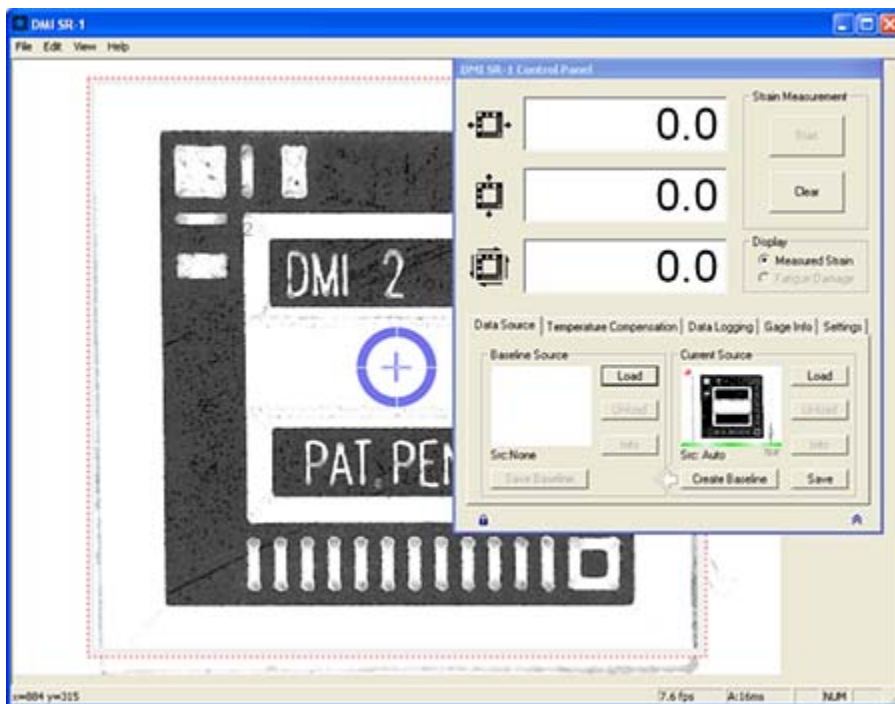 DMI SR-1
File Edit View Help
DMI SR-1 Control Panel
0.0
0.0
0.0
Strain Measurement
Start
Clear
Display
Measured Strain
Fatigue Damage
Data Source Temperature Compensation Data Logging Gage Info Settings
Baseline Source
Load
Unload
Info
Src:None
Save Baseline
Current Source
Load
Unload
Info
Src: Auto
Create Baseline
Save
2
DMI 2
PAT. PEN
x=884 y=315
7.6 fps
A:16ms
NUM